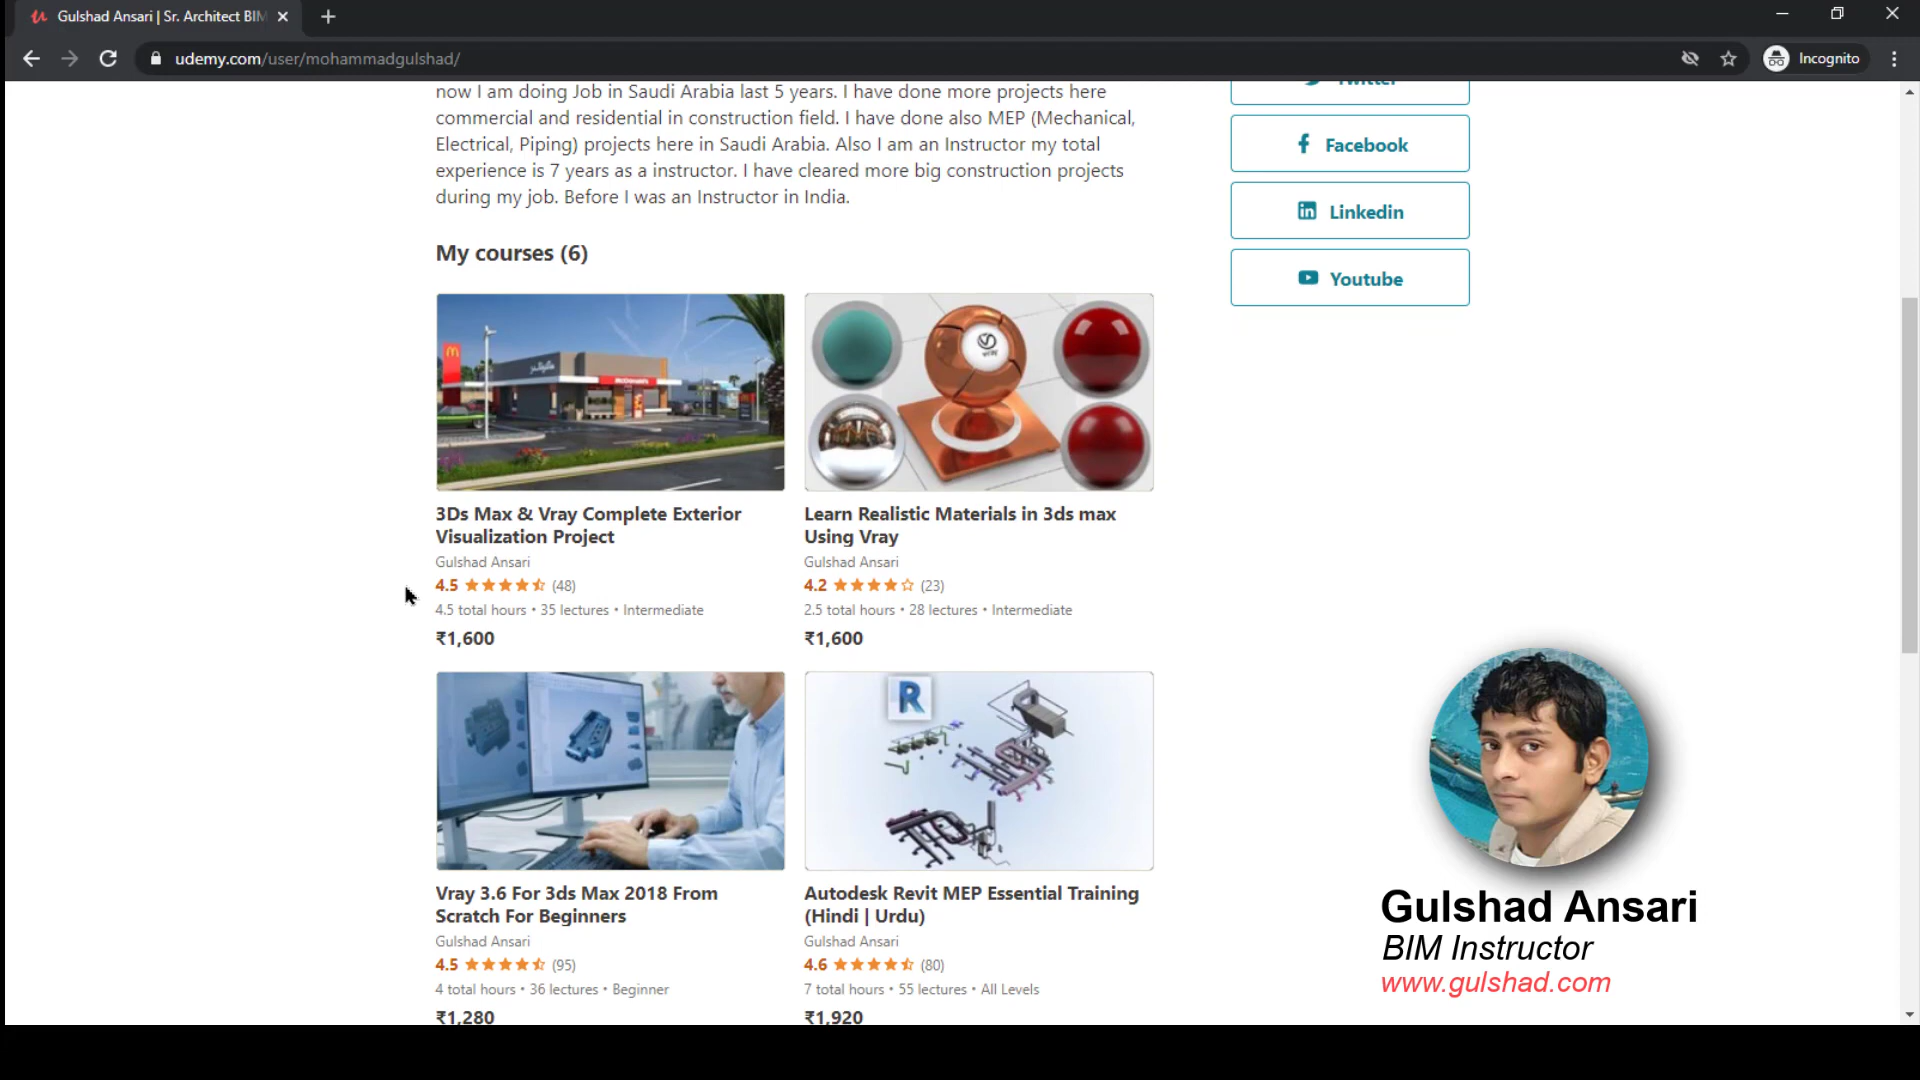 Gulshad Ansari | Sr. Architect BIM
udemy.com/user/mohammadgulshad/
Incognito
now I am doing Job in Saudi Arabia last 5 years. I have done more projects here
commercial and residential in construction field. I have done also MEP (Mechanical,
Electrical, Piping) projects here in Saudi Arabia. Also I am an Instructor my total
experience is 7 years as a instructor. I have cleared more big construction projects
during my job. Before I was an Instructor in India.
Twitter
Facebook
Linkedin
Youtube
My courses (6)
McDonald's
vray
3Ds Max & Vray Complete Exterior
Visualization Project
Gulshad Ansari
4.5 (48)
4.5 total hours • 35 lectures • Intermediate
₹1,600
Learn Realistic Materials in 3ds max
Using Vray
Gulshad Ansari
4.2 (23)
2.5 total hours • 28 lectures • Intermediate
₹1,600
R
Vray 3.6 For 3ds Max 2018 From
Scratch For Beginners
Gulshad Ansari
4.5 (95)
4 total hours • 36 lectures • Beginner
₹1,280
Autodesk Revit MEP Essential Training
(Hindi | Urdu)
Gulshad Ansari
4.6 (80)
7 total hours • 55 lectures • All Levels
₹1,920
Gulshad Ansari
BIM Instructor
www.gulshad.com